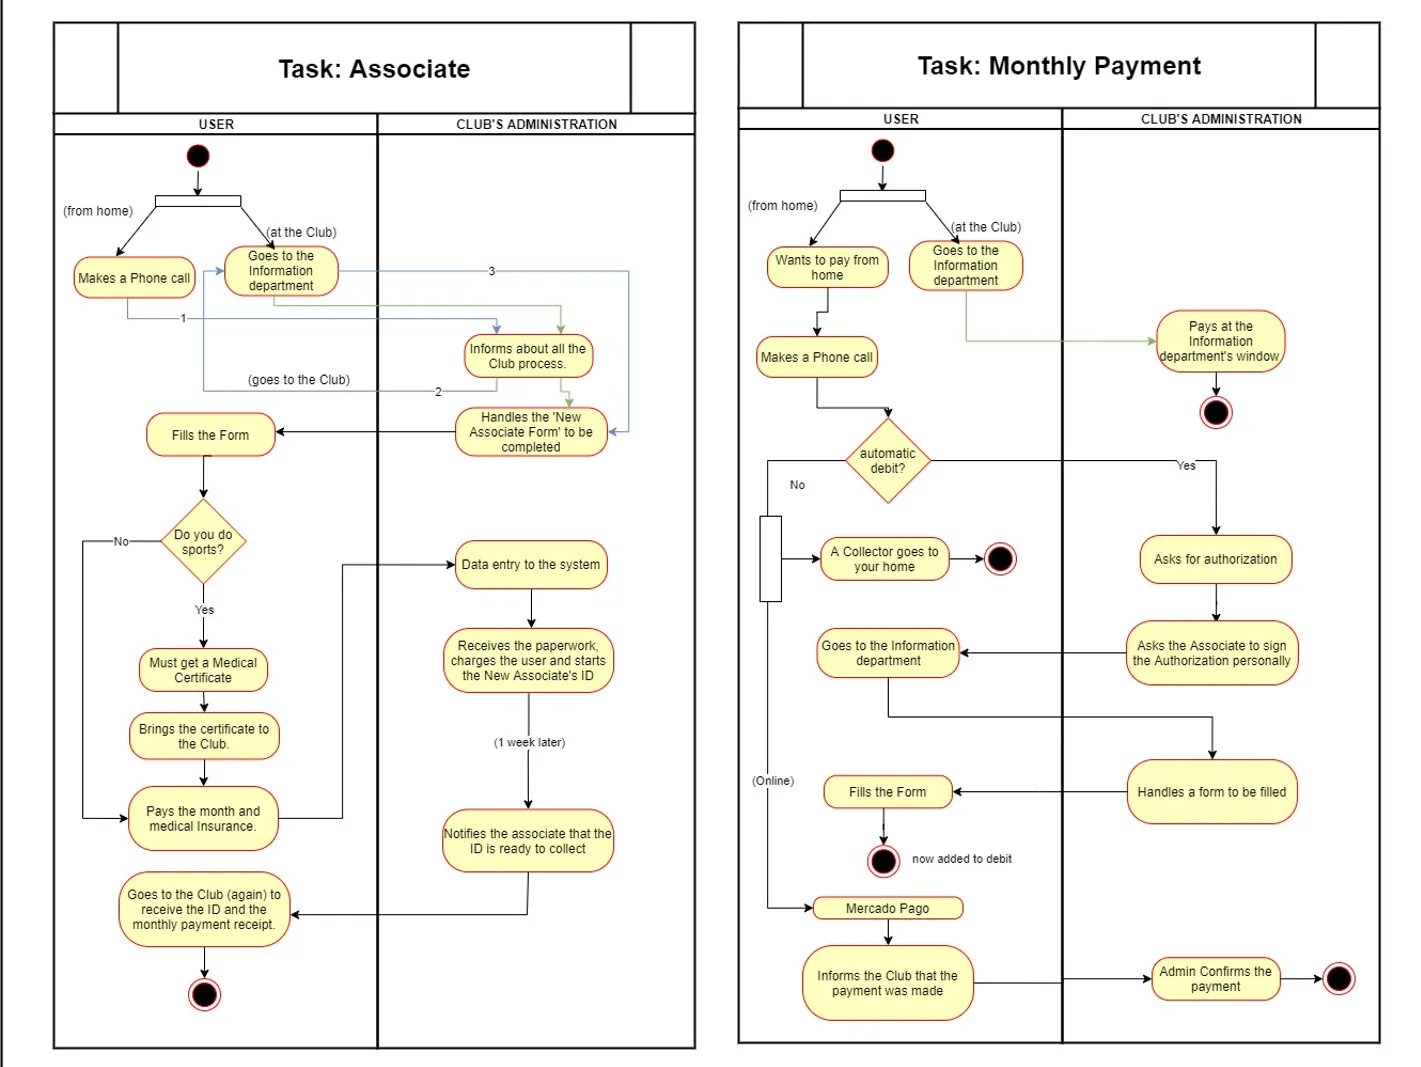 Task: Associate
USER
CLUB'S ADMINISTRATION
(from home)
(at the Club)
Makes a Phone call
Goes to the
Information
department
3
1
Informs about all the
Club process.
(goes to the Club)
2
Handles the 'New
Associate Form' to be
completed
Fills the Form
Do you do
sports?
No
Yes
Data entry to the system
Must get a Medical
Certificate
Receives the paperwork,
charges the user and starts
the New Associate's ID
Brings the certificate to
the Club.
(1 week later)
Pays the month and
medical Insurance.
Notifies the associate that the
ID is ready to collect
Goes to the Club (again) to
receive the ID and the
monthly payment receipt.
Task: Monthly Payment
USER
CLUB'S ADMINISTRATION
(from home)
(at the Club)
Wants to pay from
home
Goes to the
Information
department
Pays at the
Information
department's window
Makes a Phone call
automatic
debit?
Yes
No
A Collector goes to
your home
Asks for authorization
Goes to the Information
department
Asks the Associate to sign
the Authorization personally
(Online)
Fills the Form
Handles a form to be filled
now added to debit
Mercado Pago
Informs the Club that the
payment was made
Admin Confirms the
payment